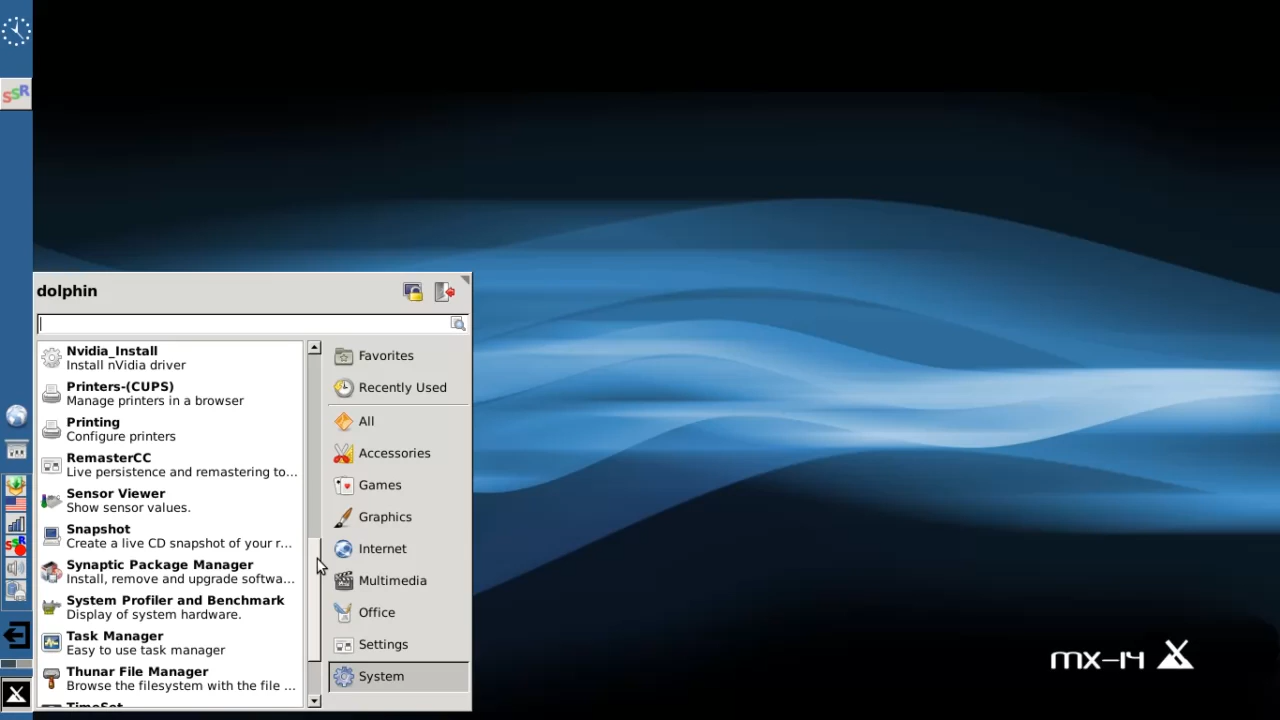 SSR
dolphin
Nvidia_Install
Install nVidia driver
Printers-(CUPS)
Manage printers in a browser
Printing
Configure printers
RemasterCC
Live persistence and remastering to...
Sensor Viewer
Show sensor values.
Snapshot
Create a live CD snapshot of your r...
Synaptic Package Manager
Install, remove and upgrade softwa...
System Profiler and Benchmark
Display of system hardware.
Task Manager
Easy to use task manager
Thunar File Manager
Browse the filesystem with the file ...
TimeSet
Favorites
Recently Used
All
Accessories
Games
Graphics
Internet
Multimedia
Office
Settings
System
SSR
mx-14